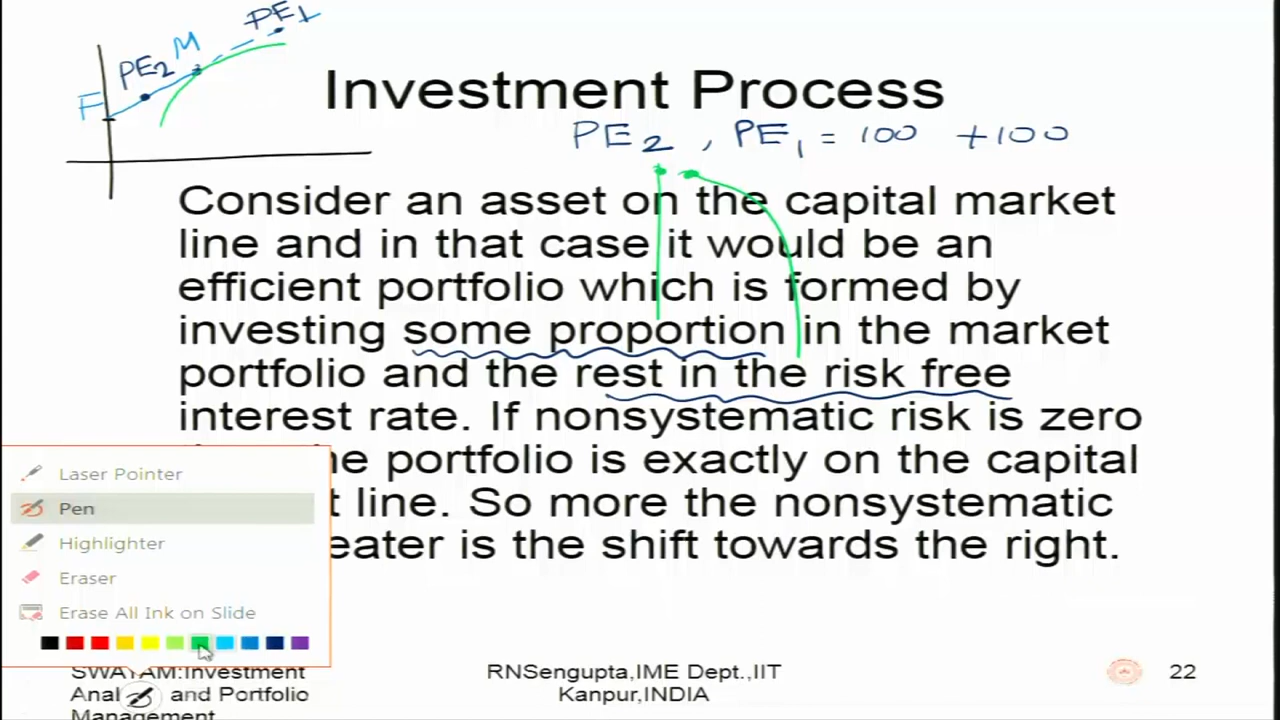 PE1
M
PE2
F
Investment Process
PE2 , PE1 = 100 +100
Consider an asset on the capital market
line and in that case it would be an
efficient portfolio which is formed by
investing some proportion in the market
portfolio and the rest in the risk free
interest rate. If nonsystematic risk is zero
he portfolio is exactly on the capital
t line. So more the nonsystematic
eater is the shift towards the right.
Laser Pointer
Pen
Highlighter
Eraser
Erase All Ink on Slide
SWAYAM:Investment
Anal and Portfolio
Management
RNSengupta,IME Dept.,IIT
Kanpur,INDIA
22